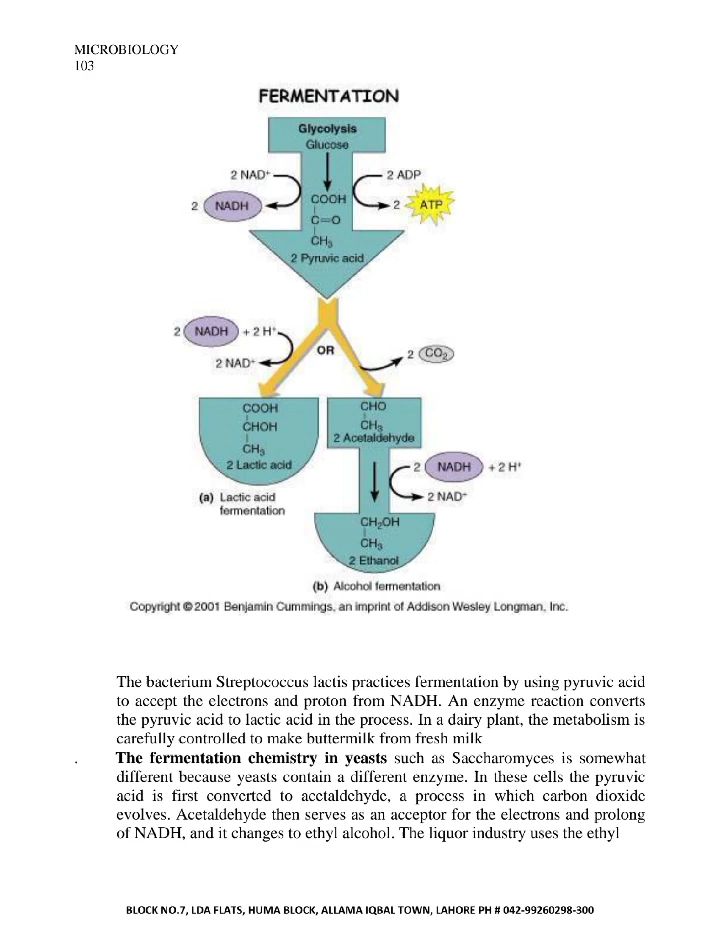 MICROBIOLOGY
103
FERMENTATION
Glycolysis
Glucose
2 NAD⁺
2 ADP
2 NADH
2 ATP
COOH
C=O
CH₃
2 Pyruvic acid
2 NADH + 2 H⁺
2 NAD⁺
OR
2 CO₂
COOH
CHOH
CH₃
2 Lactic acid
(a) Lactic acid
fermentation
CHO
CH₃
2 Acetaldehyde
2 NADH + 2 H⁺
2 NAD⁺
CH₂OH
CH₃
2 Ethanol
(b) Alcohol fermentation
Copyright © 2001 Benjamin Cummings, an imprint of Addison Wesley Longman, Inc.
The bacterium Streptococcus lactis practices fermentation by using pyruvic acid
to accept the electrons and proton from NADH. An enzyme reaction converts
the pyruvic acid to lactic acid in the process. In a dairy plant, the metabolism is
carefully controlled to make buttermilk from fresh milk
. The fermentation chemistry in yeasts such as Saccharomyces is somewhat
different because yeasts contain a different enzyme. In these cells the pyruvic
acid is first converted to acetaldehyde, a process in which carbon dioxide
evolves. Acetaldehyde then serves as an acceptor for the electrons and prolong
of NADH, and it changes to ethyl alcohol. The liquor industry uses the ethyl
BLOCK NO.7, LDA FLATS, HUMA BLOCK, ALLAMA IQBAL TOWN, LAHORE PH # 042-99260298-300